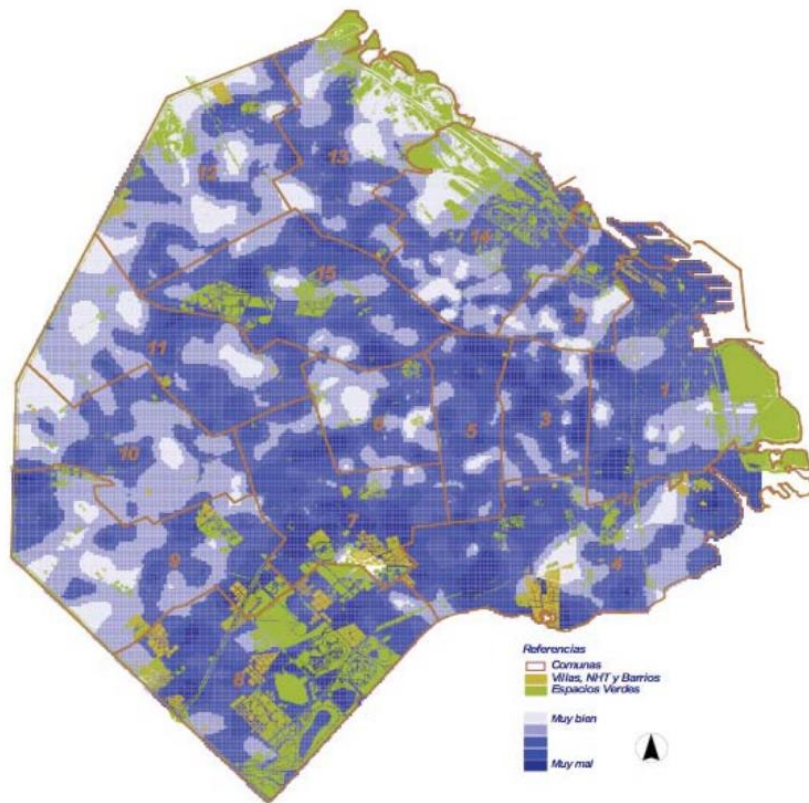 13
12
14
15
2
11
1
6
5
3
10
7
9
4
8
Referencias
Comunas
Villas, NHT y Barrios
Espacios Verdes
Muy bien
Muy mal